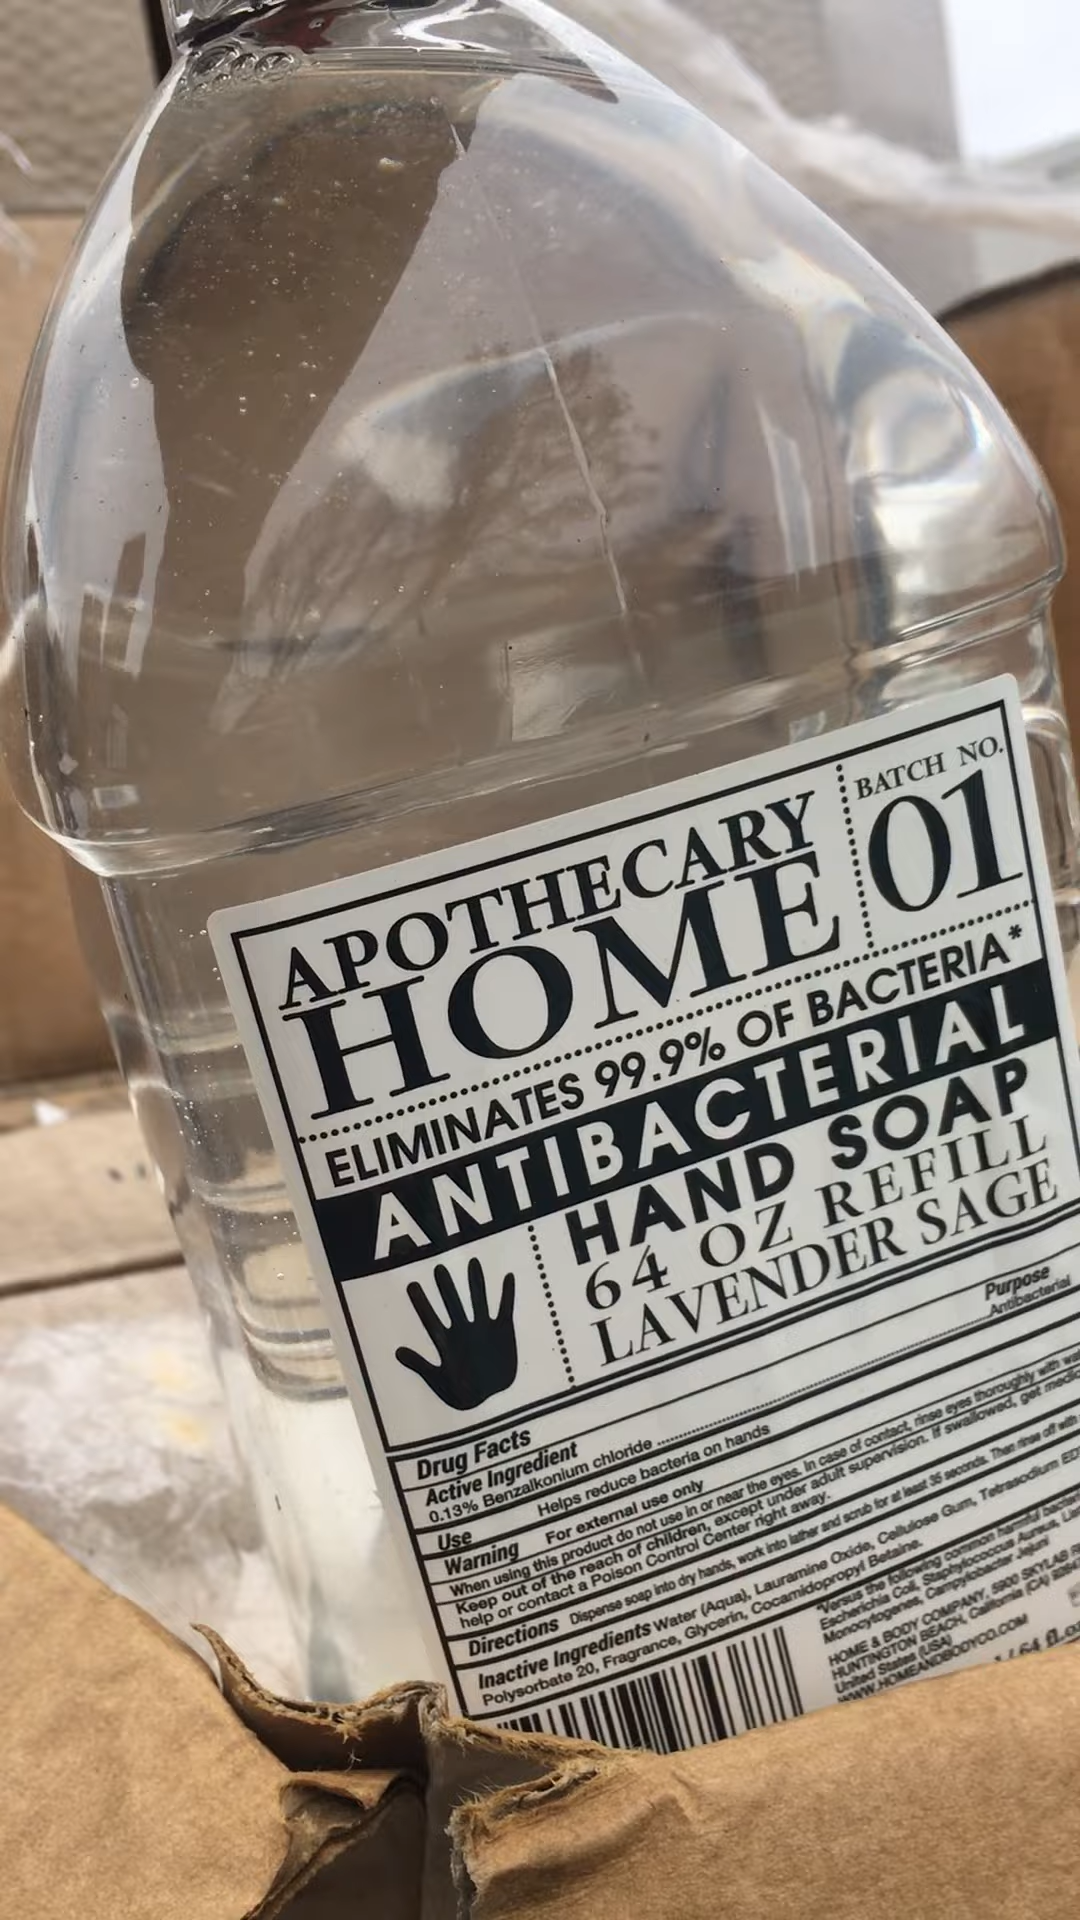 APOTHECARY
HOME
BATCH NO.
01
ELIMINATES 99.9% OF BACTERIA*
ANTIBACTERIAL
HAND SOAP
64 OZ REFILL
LAVENDER SAGE
Drug Facts
Active Ingredient Purpose
0.13% Benzalkonium chloride ........ Antibacterial
Use Helps reduce bacteria on hands
Warning For external use only
When using this product do not use in or near the eyes. In case of contact, rinse eyes thoroughly with
Keep out of the reach of children, except under adult supervision. If swallowed, get
help or contact a Poison Control Center right away.
Directions Dispense soap into dry hands, work into lather and scrub for at least 35 seconds. Then rinse off with
Inactive Ingredients Water (Aqua), Lauramine Oxide, Cellulose Gum, Tetrasodium
Polysorbate 20, Fragrance, Glycerin, Cocamidopropyl Betaine.
*Versus the following common harmful
Escherichia Coli, Staphylococcus Aureus,
Monocytogenes, Campylobacter Jejuni
HOME & BODY COMPANY, 5900 SKYLAB
HUNTINGTON BEACH, California (CA)
United States (USA)
WWW.HOMEANDBODYCO.COM
64 fl.oz